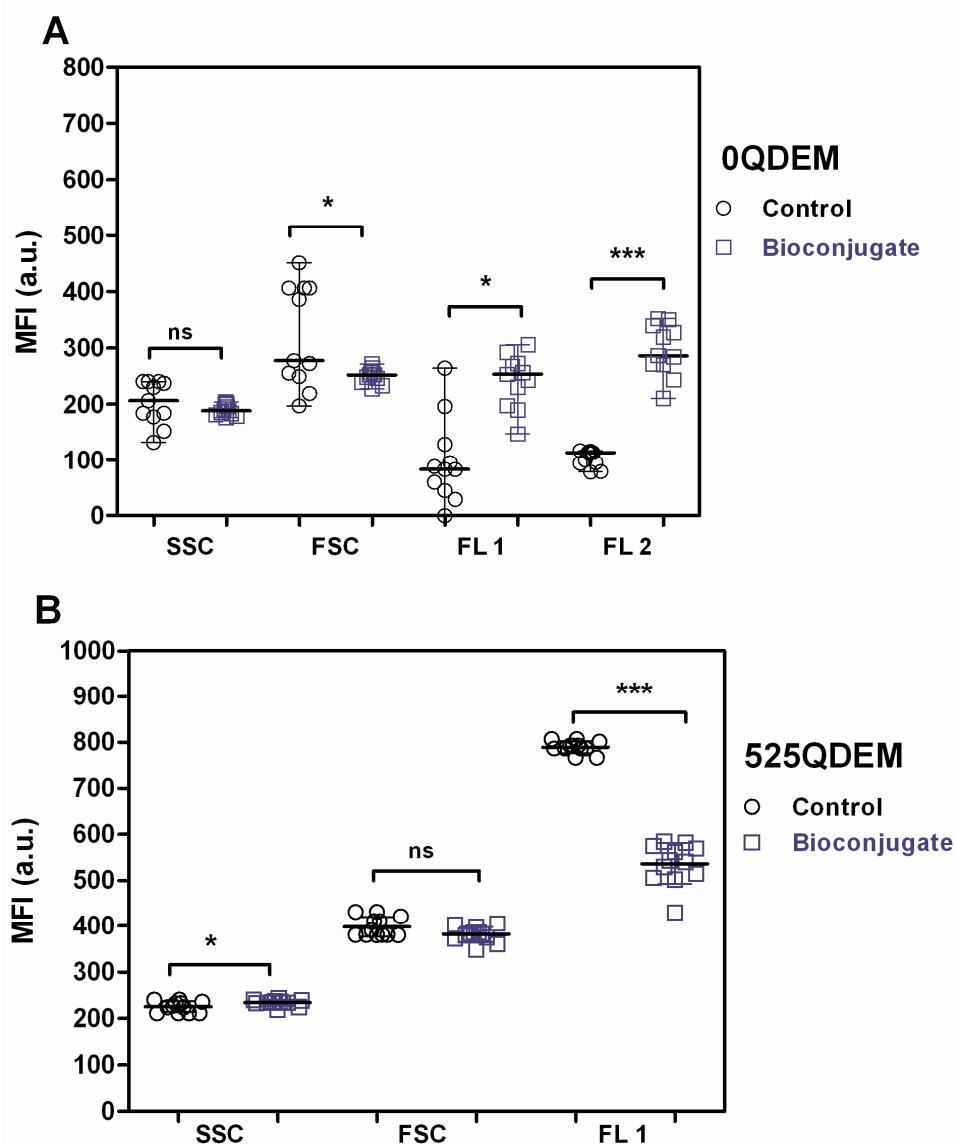 A
800
700
600
500
400
300
200
100
0
MFI (a.u.)
ns
*
*
***
SSC
FSC
FL 1
FL 2
0QDEM
Control
Bioconjugate
B
1000
900
800
700
600
500
400
300
200
100
0
MFI (a.u.)
*
ns
***
SSC
FSC
FL 1
525QDEM
Control
Bioconjugate